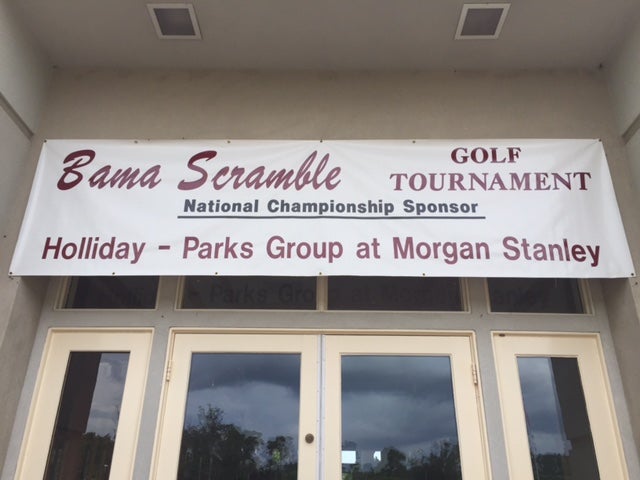 Bama Scramble
GOLF
TOURNAMENT
National Championship Sponsor
Holliday - Parks Group at Morgan Stanley